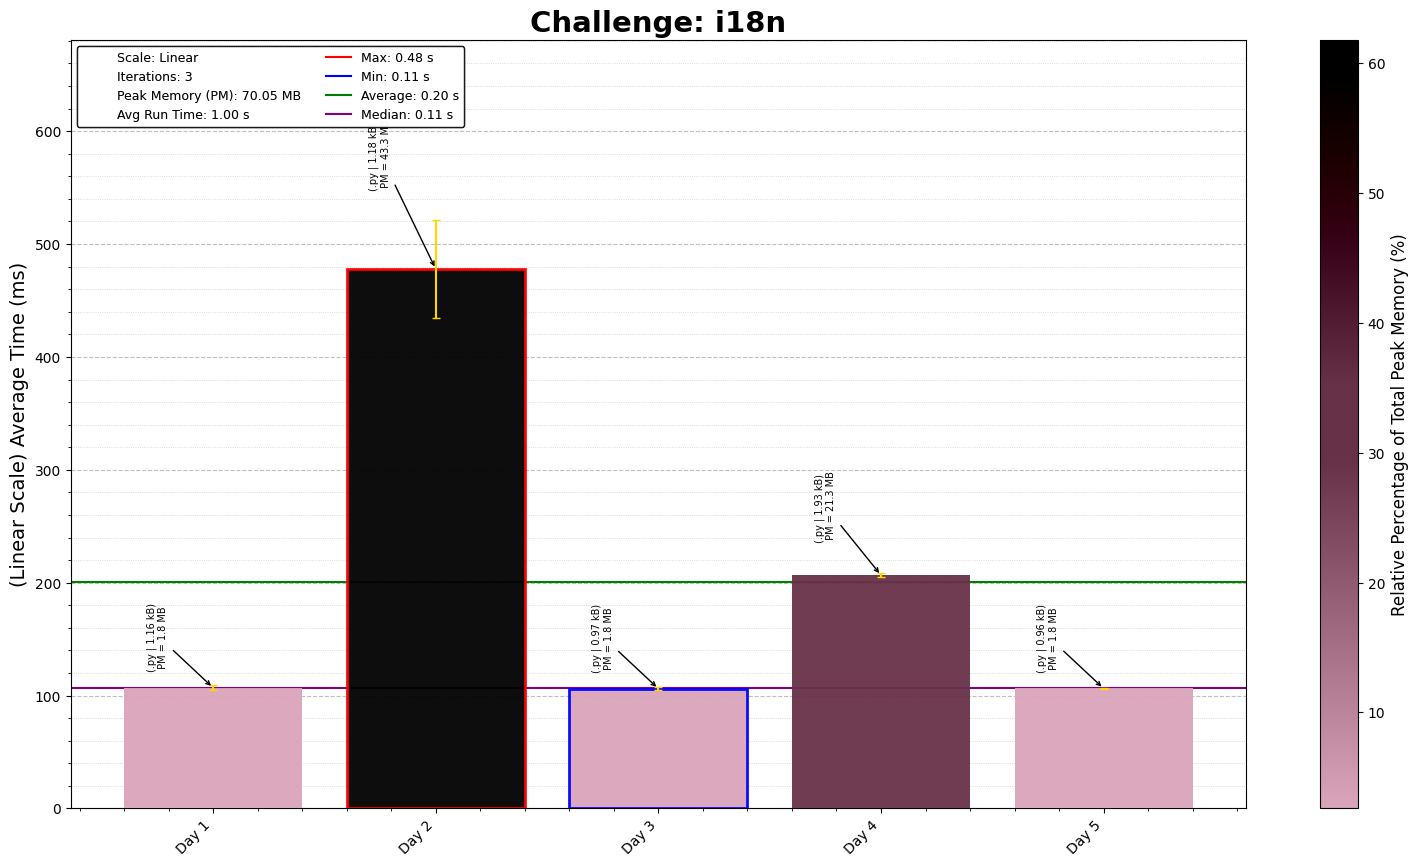 Challenge: i18n
Scale: Linear
Iterations: 3
Peak Memory (PM): 70.05 MB
Avg Run Time: 1.00 s
Max: 0.48 s
Min: 0.11 s
Average: 0.20 s
Median: 0.11 s
(Linear Scale) Average Time (ms)
600
500
400
300
200
100
0
(.py | 1.16 kB)
PM = 1.8 MB
(.py | 1.18 kB
PM = 43.3 M
(.py | 0.97 kB)
PM = 1.8 MB
(.py | 1.93 kB)
PM = 21.3 MB
(.py | 0.96 kB)
PM = 1.8 MB
Day 1
Day 2
Day 3
Day 4
Day 5
60
50
40
30
20
10
Relative Percentage of Total Peak Memory (%)